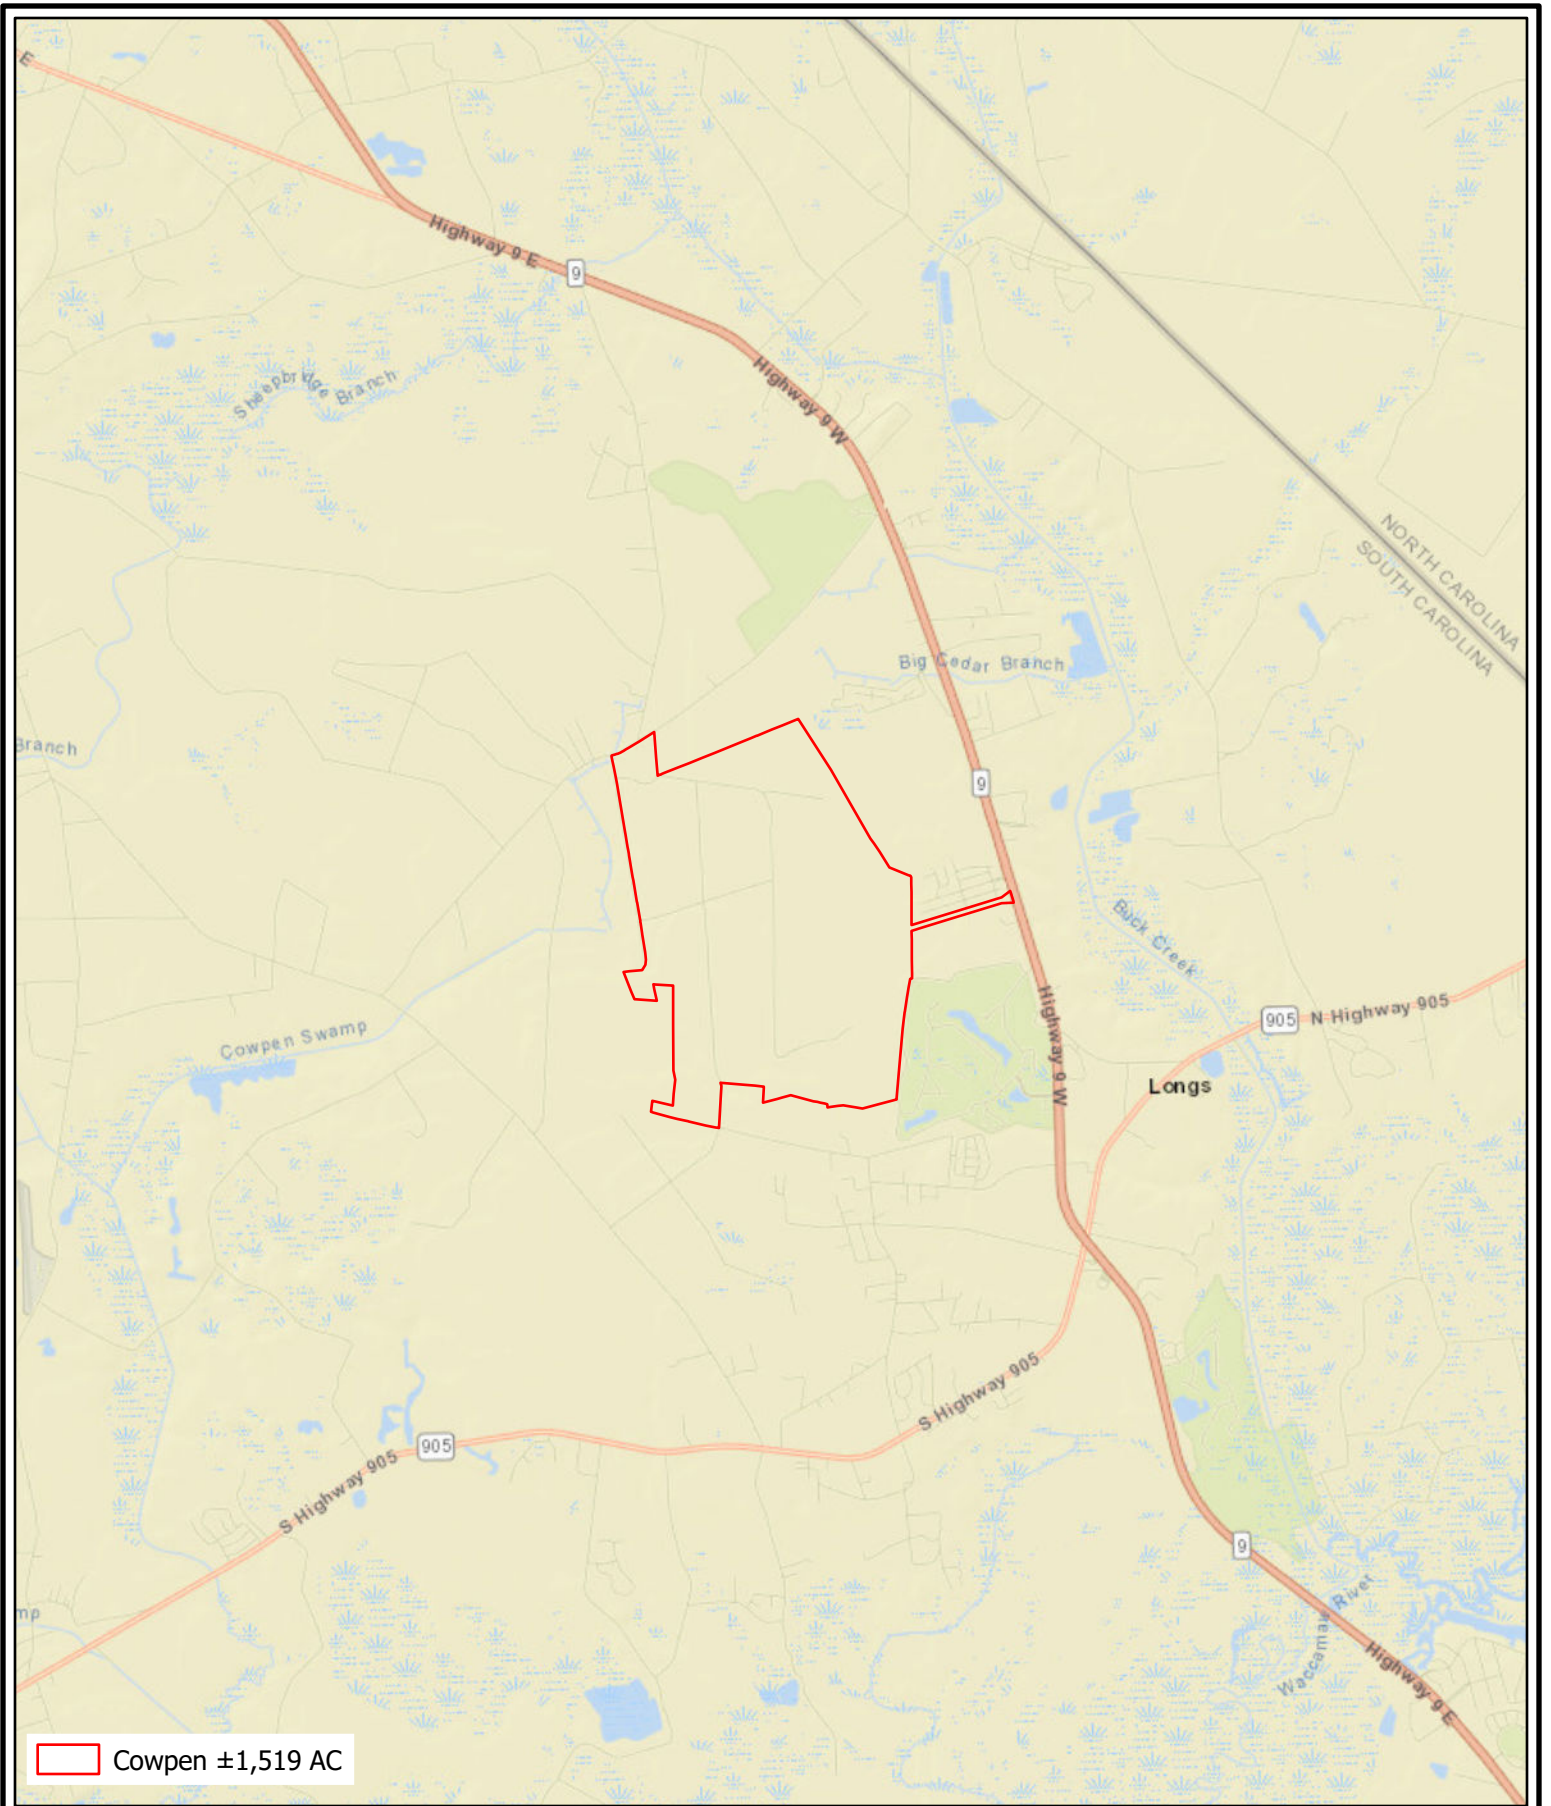 E
Highway 9 E
9
Highway 9 W
Sheepbridge Branch
NORTH CAROLINA
SOUTH CAROLINA
Big Cedar Branch
Branch
9
Buck Creek
Highway 9 W
905
N Highway 905
Cowpen Swamp
Longs
S Highway 905
905
S Highway 905
9
mp
Waccamaw River
Highway 9 E
Cowpen ±1,519 AC